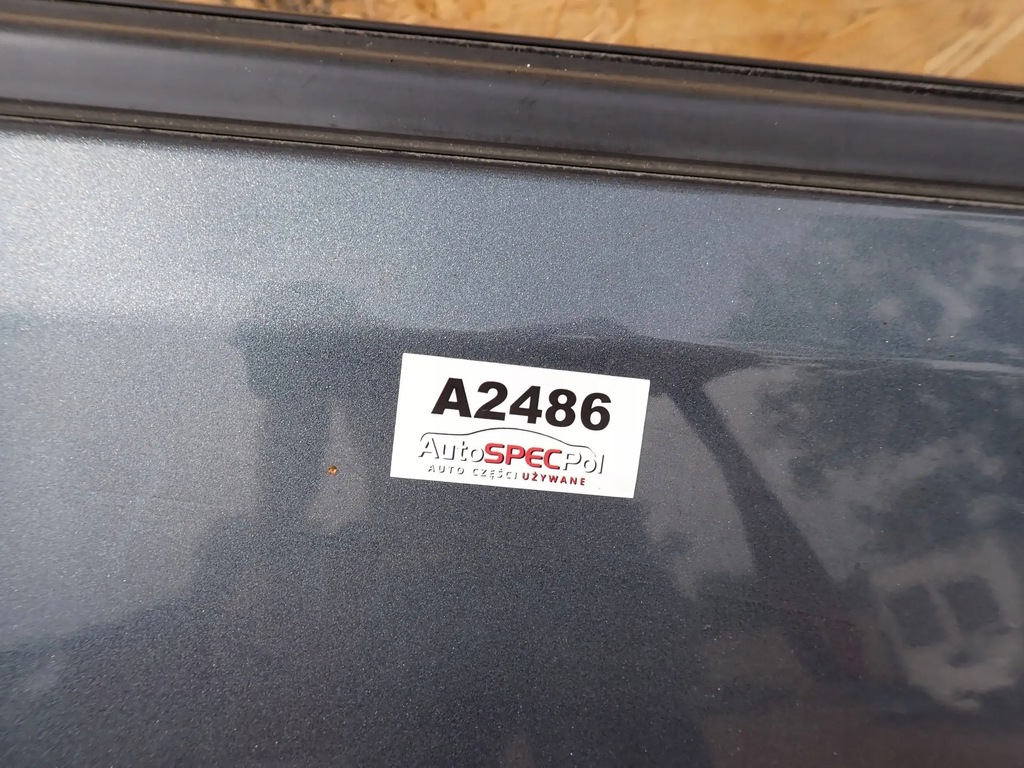 A2486
AutoSPECPol
AUTO CZĘŚCI UŻYWANE